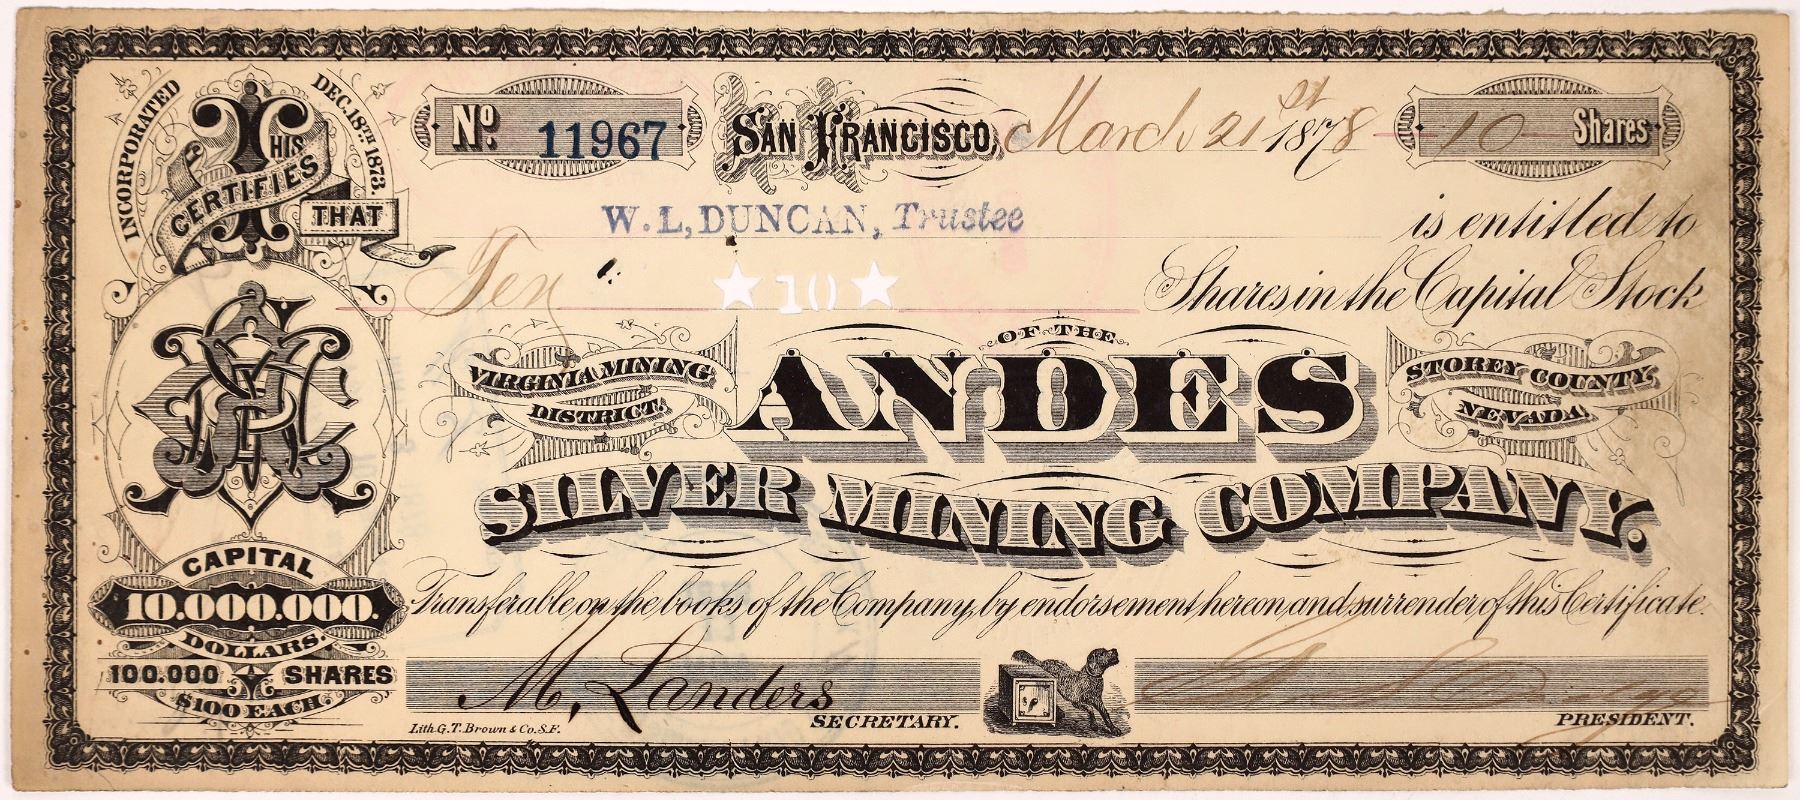 INCORPORATED DEC. 18TH 1873.
THIS CERTIFIES THAT
No. 11967
SAN FRANCISCO, March 21st 1878
10 Shares
W. L. DUNCAN, Trustee is entitled to
Ten ★10★ Shares in the Capital Stock
OF THE
VIRGINIA MINING DISTRICT.
ANDES
STOREY COUNTY, NEVADA.
SILVER MINING COMPANY.
CAPITAL
10.000.000.
DOLLARS.
100.000 SHARES
$100 EACH.
Transferable on the books of the Company, by endorsement hereon and surrender of this Certificate.
M. Landers
SECRETARY.
PRESIDENT.
Lith. G.T. Brown & Co. S.F.